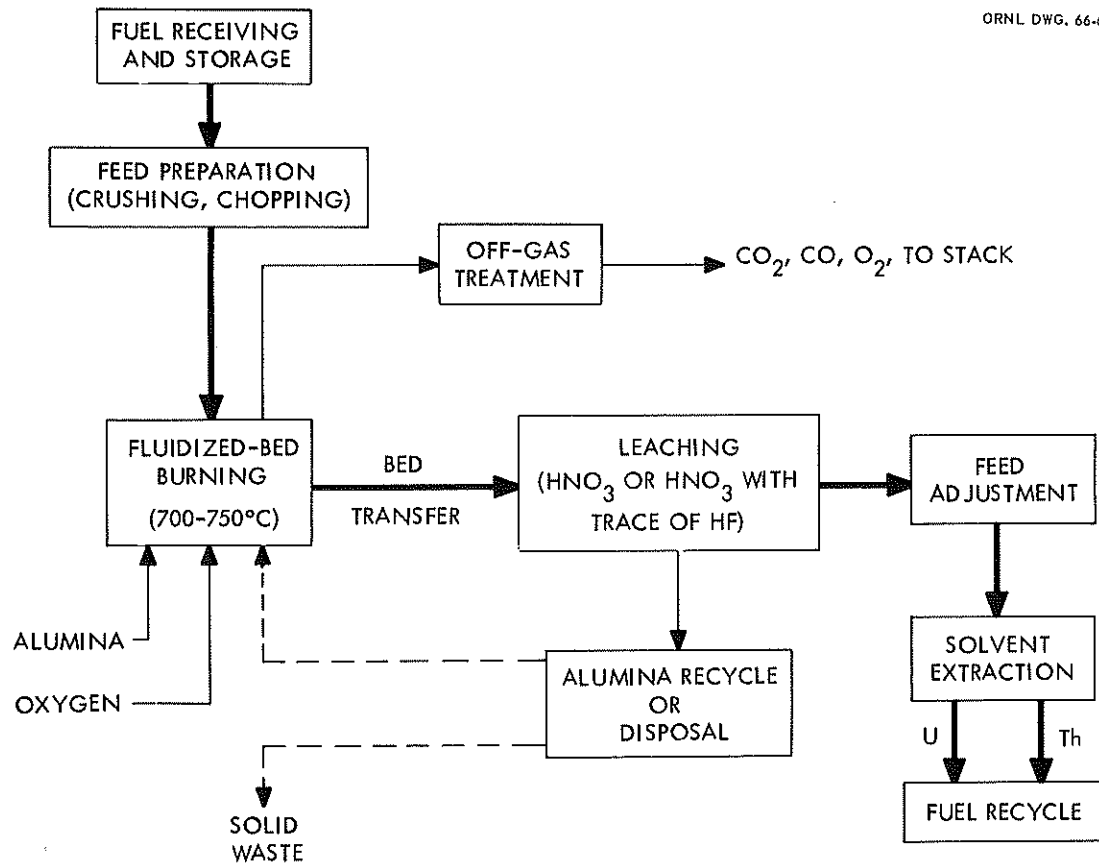 ORNL DWG. 66-
FUEL RECEIVING
AND STORAGE
FEED PREPARATION
(CRUSHING, CHOPPING)
OFF-GAS
TREATMENT
CO₂, CO, O₂, TO STACK
FLUIDIZED-BED
BURNING
(700-750°C)
BED
TRANSFER
LEACHING
(HNO₃ OR HNO₃ WITH
TRACE OF HF)
FEED
ADJUSTMENT
ALUMINA
OXYGEN
ALUMINA RECYCLE
OR
DISPOSAL
SOLVENT
EXTRACTION
U
Th
FUEL RECYCLE
SOLID
WASTE